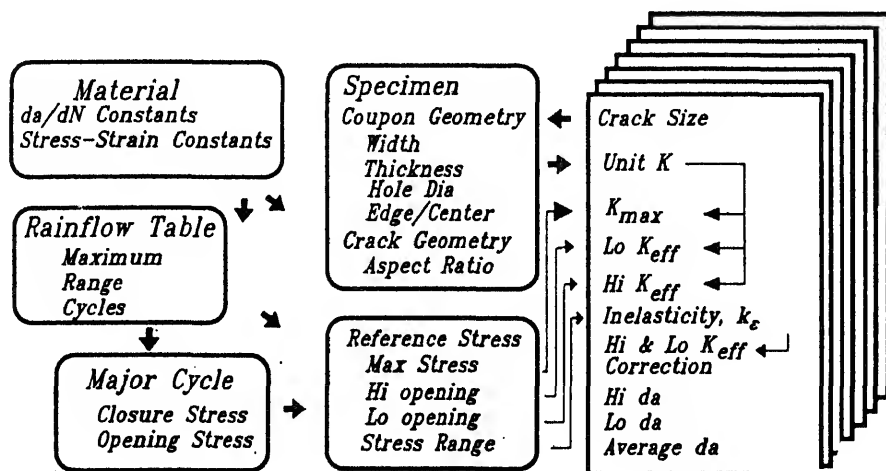 Material
da/dN Constants
Stress-Strain Constants
Rainflow Table
Maximum
Range
Cycles
Major Cycle
Closure Stress
Opening Stress
Specimen
Coupon Geometry
Width
Thickness
Hole Dia
Edge/Center
Crack Geometry
Aspect Ratio
Reference Stress
Max Stress
Hi opening
Lo opening
Stress Range
Crack Size
Unit K
Kmax
Lo Keff
Hi Keff
Inelasticity, kε
Hi & Lo Keff
Correction
Hi da
Lo da
Average da